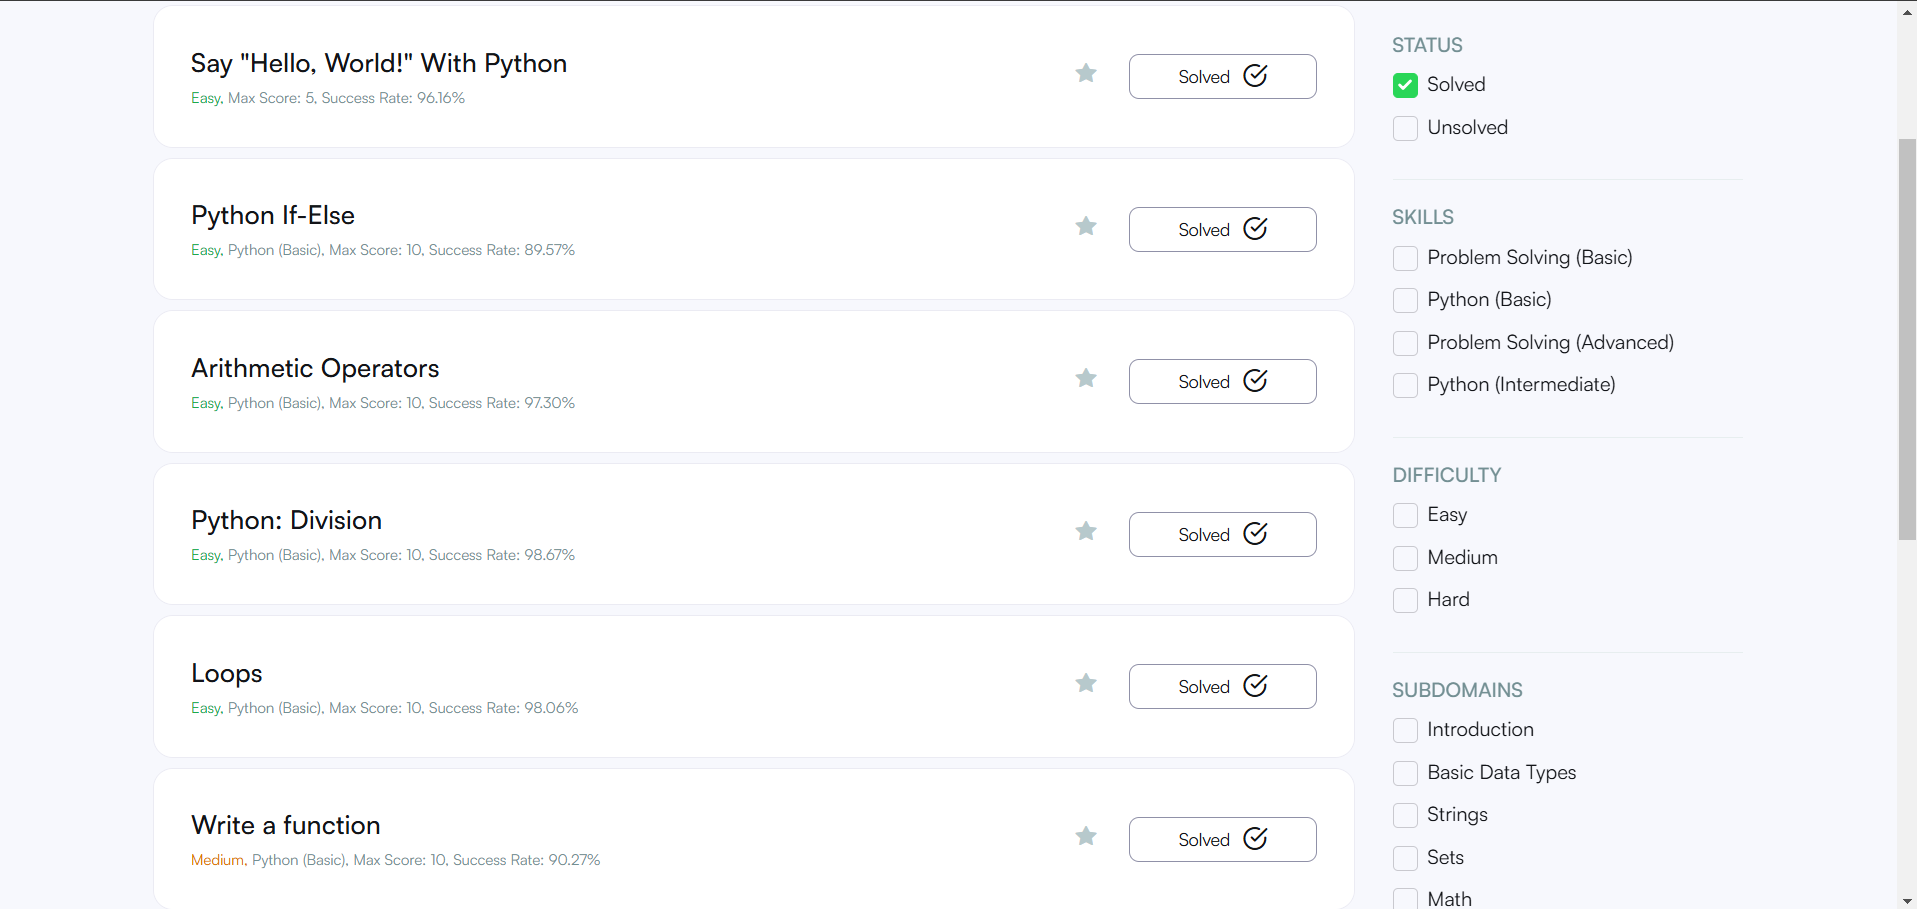 Say "Hello, World!" With Python
Easy, Max Score: 5, Success Rate: 96.16%
Solved
Python If-Else
Easy, Python (Basic), Max Score: 10, Success Rate: 89.57%
Solved
Arithmetic Operators
Easy, Python (Basic), Max Score: 10, Success Rate: 97.30%
Solved
Python: Division
Easy, Python (Basic), Max Score: 10, Success Rate: 98.67%
Solved
Loops
Easy, Python (Basic), Max Score: 10, Success Rate: 98.06%
Solved
Write a function
Medium, Python (Basic), Max Score: 10, Success Rate: 90.27%
Solved
STATUS
Solved
Unsolved
SKILLS
Problem Solving (Basic)
Python (Basic)
Problem Solving (Advanced)
Python (Intermediate)
DIFFICULTY
Easy
Medium
Hard
SUBDOMAINS
Introduction
Basic Data Types
Strings
Sets
Math